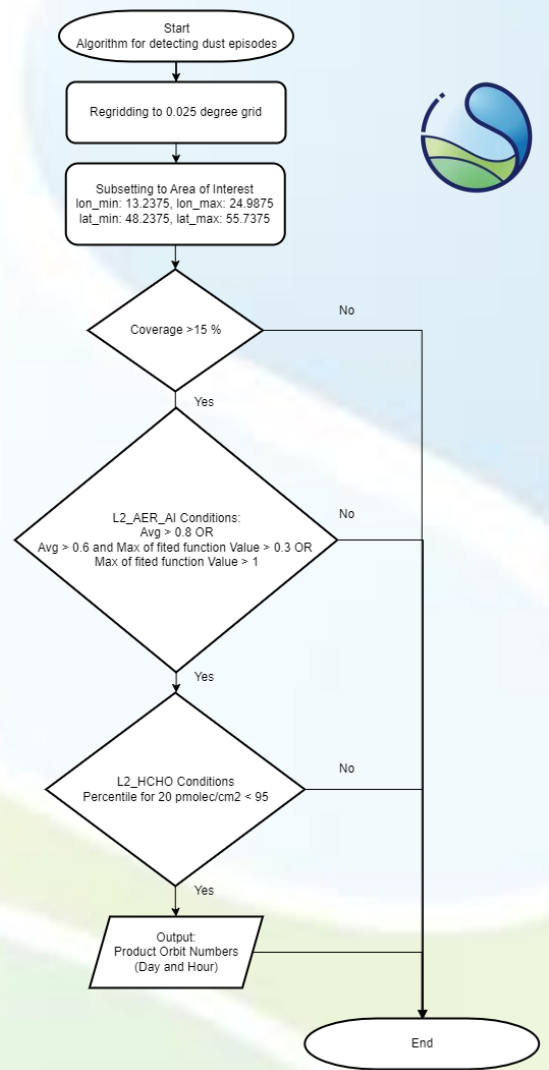 Start
Algorithm for detecting dust episodes
Regridding to 0.025 degree grid
Subsetting to Area of Interest
lon_min: 13.2375, lon_max: 24.9875
lat_min: 48.2375, lat_max: 55.7375
Coverage >15 %
No
Yes
L2_AER_AI Conditions:
Avg > 0.8 OR
Avg > 0.6 and Max of fited function Value > 0.3 OR
Max of fited function Value > 1
No
Yes
L2_HCHO Conditions
Percentile for 20 pmolec/cm2 < 95
No
Yes
Output:
Product Orbit Numbers
(Day and Hour)
End